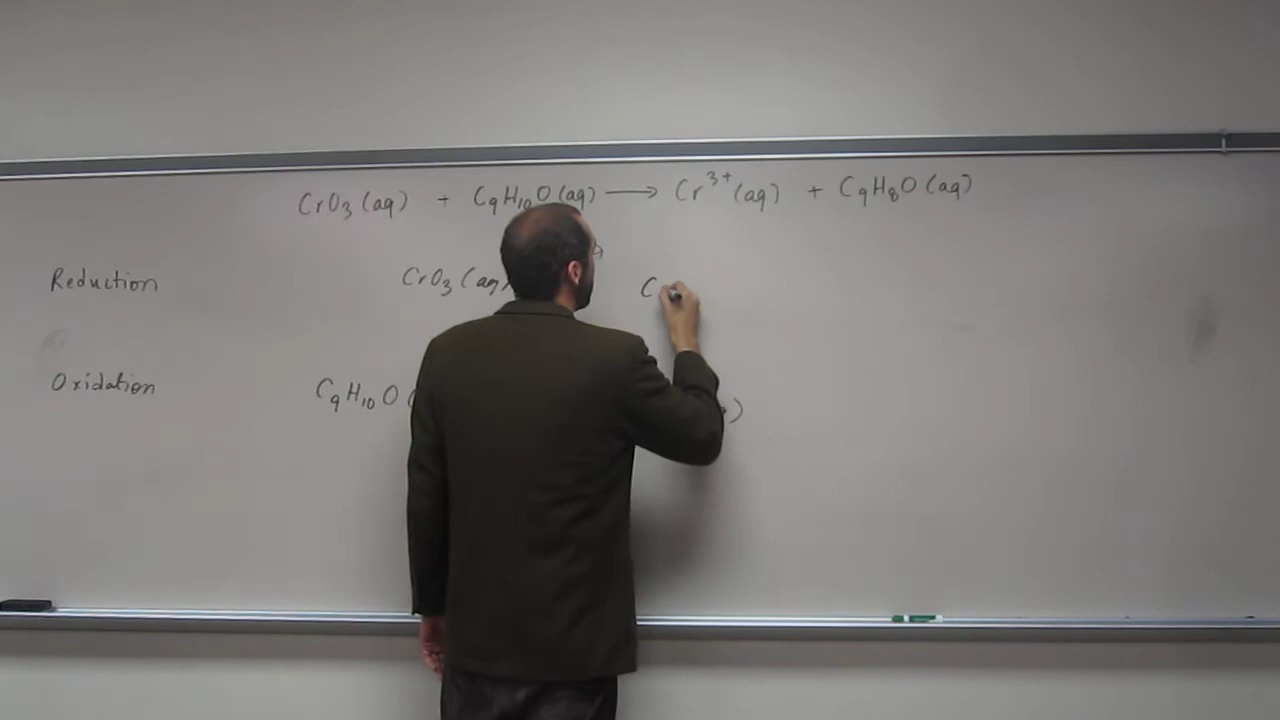 CrO₃(aq) + C₉H₁₀O(aq) ⟶ Cr³⁺(aq) + C₉H₈O(aq)
Reduction CrO₃(aq) C
Oxidation C₉H₁₀O ( )